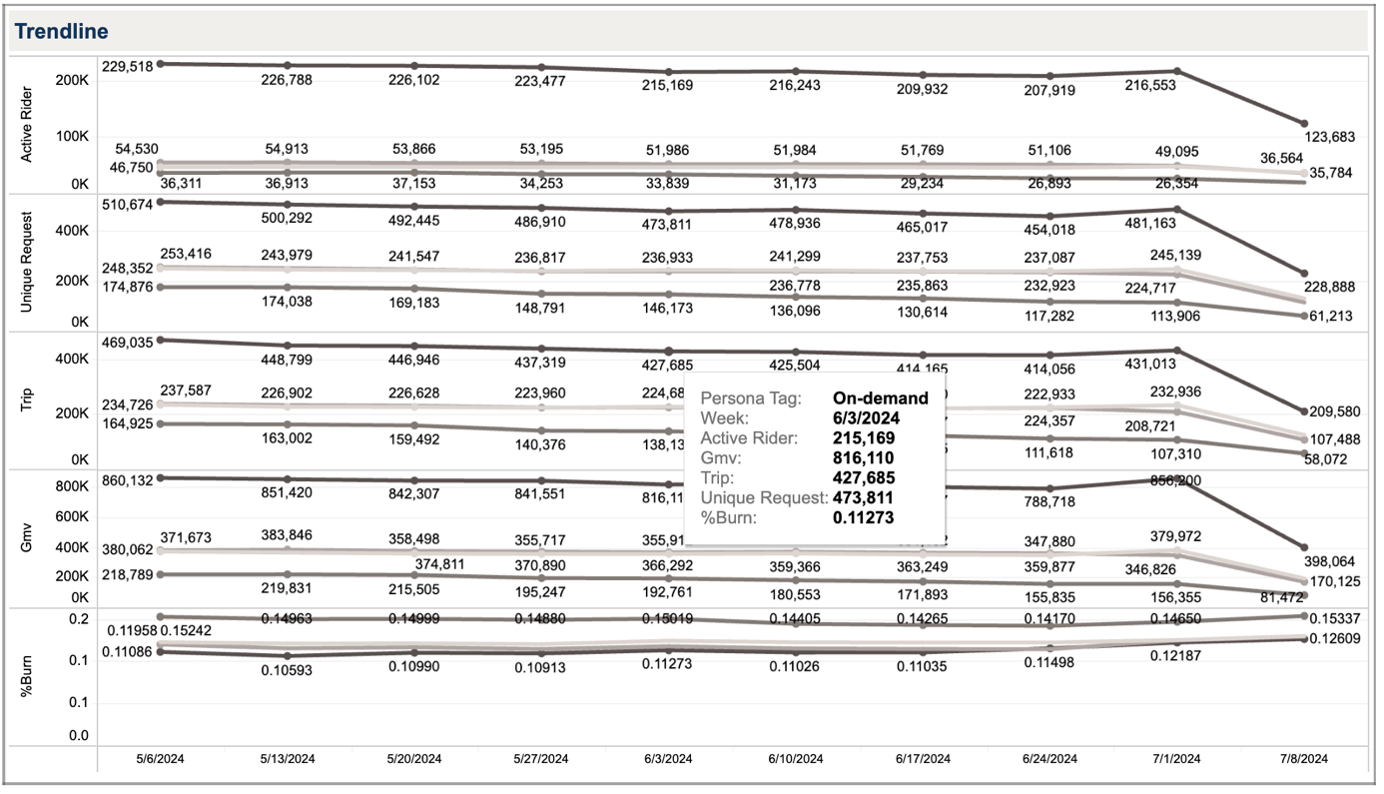 Trendline
Active Rider
200K
100K
0K
229,518 226,788 226,102 223,477 215,169 216,243 209,932 207,919 216,553 123,683
54,530 54,913 53,866 53,195 51,986 51,984 51,769 51,106 49,095 36,564
46,750 35,784
36,311 36,913 37,153 34,253 33,839 31,173 29,234 26,893 26,354
Unique Request
400K
200K
0K
510,674 500,292 492,445 486,910 473,811 478,936 465,017 454,018 481,163
253,416 243,979 241,547 236,817 236,933 241,299 237,753 237,087 245,139
248,352 236,778 235,863 232,923 224,717 228,888
174,876 174,038 169,183 148,791 146,173 136,096 130,614 117,282 113,906 61,213
Trip
400K
200K
0K
469,035 448,799 446,946 437,319 427,685 425,504 414,165 414,056 431,013 209,580
237,587 226,902 226,628 223,960 224,68 222,933 232,936
234,726 224,357 208,721 107,488
164,925 163,002 159,492 140,376 138,13 111,618 107,310 58,072
Persona Tag: On-demand
Week: 6/3/2024
Active Rider: 215,169
Gmv: 816,110
Trip: 427,685
Unique Request: 473,811
%Burn: 0.11273
Gmv
800K
600K
400K
200K
0K
860,132 851,420 842,307 841,551 816,11 788,718 856,200 398,064
371,673 383,846 358,498 355,717 355,91 347,880 379,972
380,062 374,811 370,890 366,292 359,366 363,249 359,877 346,826 170,125
218,789 219,831 215,505 195,247 192,761 180,553 171,893 155,835 156,355 81,472
%Burn
0.2
0.1
0.1
0.0
0.11958 0.15242 0.14963 0.14999 0.14880 0.15019 0.14405 0.14265 0.14170 0.14650 0.15337
0.12609
0.11086 0.10593 0.10990 0.10913 0.11273 0.11026 0.11035 0.11498 0.12187
5/6/2024 5/13/2024 5/20/2024 5/27/2024 6/3/2024 6/10/2024 6/17/2024 6/24/2024 7/1/2024 7/8/2024